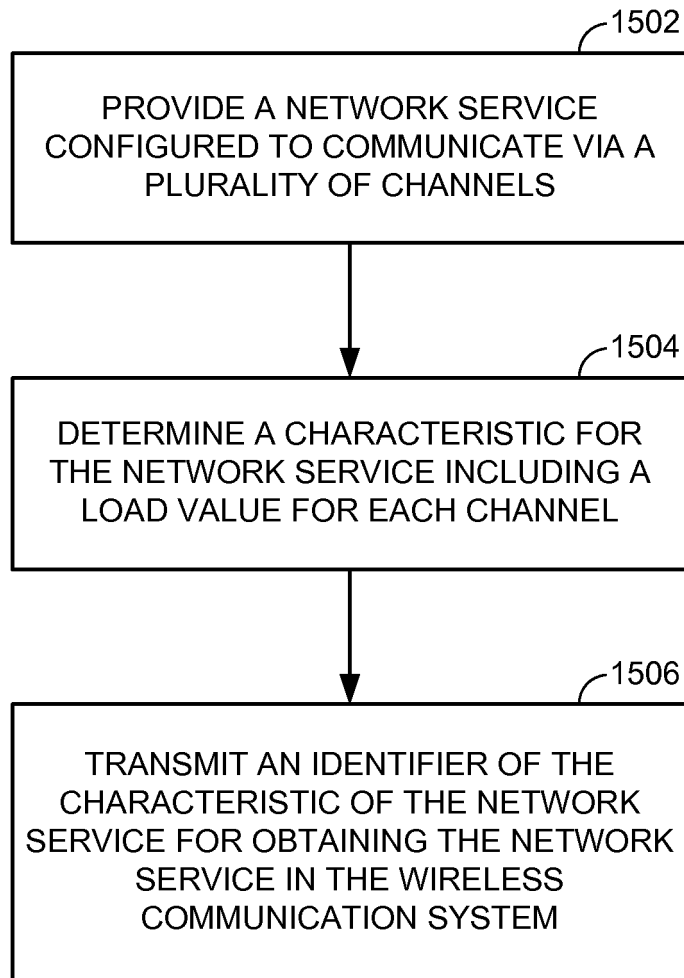 1502
PROVIDE A NETWORK SERVICE
CONFIGURED TO COMMUNICATE VIA A
PLURALITY OF CHANNELS
1504
DETERMINE A CHARACTERISTIC FOR
THE NETWORK SERVICE INCLUDING A
LOAD VALUE FOR EACH CHANNEL
1506
TRANSMIT AN IDENTIFIER OF THE
CHARACTERISTIC OF THE NETWORK
SERVICE FOR OBTAINING THE NETWORK
SERVICE IN THE WIRELESS
COMMUNICATION SYSTEM